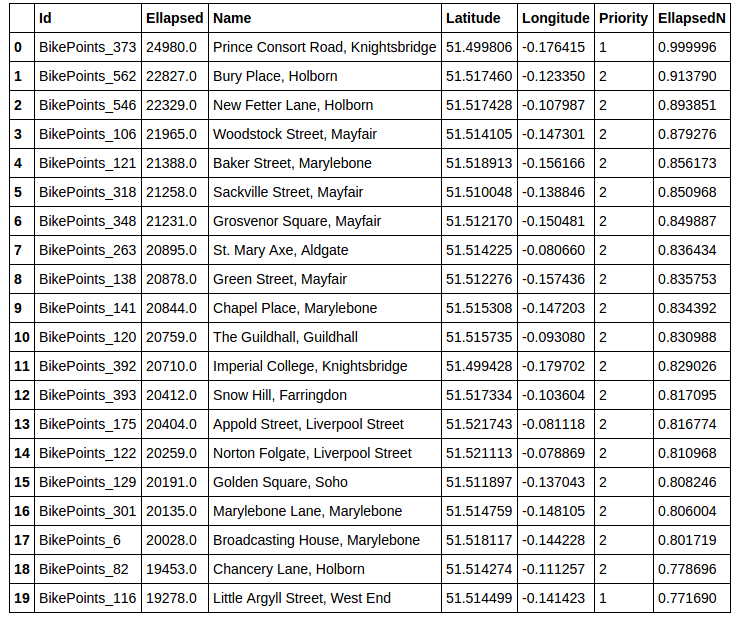 Id Ellapsed Name Latitude Longitude Priority EllapsedN
0 BikePoints_373 24980.0 Prince Consort Road, Knightsbridge 51.499806 -0.176415 1 0.999996
1 BikePoints_562 22827.0 Bury Place, Holborn 51.517460 -0.123350 2 0.913790
2 BikePoints_546 22329.0 New Fetter Lane, Holborn 51.517428 -0.107987 2 0.893851
3 BikePoints_106 21965.0 Woodstock Street, Mayfair 51.514105 -0.147301 2 0.879276
4 BikePoints_121 21388.0 Baker Street, Marylebone 51.518913 -0.156166 2 0.856173
5 BikePoints_318 21258.0 Sackville Street, Mayfair 51.510048 -0.138846 2 0.850968
6 BikePoints_348 21231.0 Grosvenor Square, Mayfair 51.512170 -0.150481 2 0.849887
7 BikePoints_263 20895.0 St. Mary Axe, Aldgate 51.514225 -0.080660 2 0.836434
8 BikePoints_138 20878.0 Green Street, Mayfair 51.512276 -0.157436 2 0.835753
9 BikePoints_141 20844.0 Chapel Place, Marylebone 51.515308 -0.147203 2 0.834392
10 BikePoints_120 20759.0 The Guildhall, Guildhall 51.515735 -0.093080 2 0.830988
11 BikePoints_392 20710.0 Imperial College, Knightsbridge 51.499428 -0.179702 2 0.829026
12 BikePoints_393 20412.0 Snow Hill, Farringdon 51.517334 -0.103604 2 0.817095
13 BikePoints_175 20404.0 Appold Street, Liverpool Street 51.521743 -0.081118 2 0.816774
14 BikePoints_122 20259.0 Norton Folgate, Liverpool Street 51.521113 -0.078869 2 0.810968
15 BikePoints_129 20191.0 Golden Square, Soho 51.511897 -0.137043 2 0.808246
16 BikePoints_301 20135.0 Marylebone Lane, Marylebone 51.514759 -0.148105 2 0.806004
17 BikePoints_6 20028.0 Broadcasting House, Marylebone 51.518117 -0.144228 2 0.801719
18 BikePoints_82 19453.0 Chancery Lane, Holborn 51.514274 -0.111257 2 0.778696
19 BikePoints_116 19278.0 Little Argyll Street, West End 51.514499 -0.141423 1 0.771690